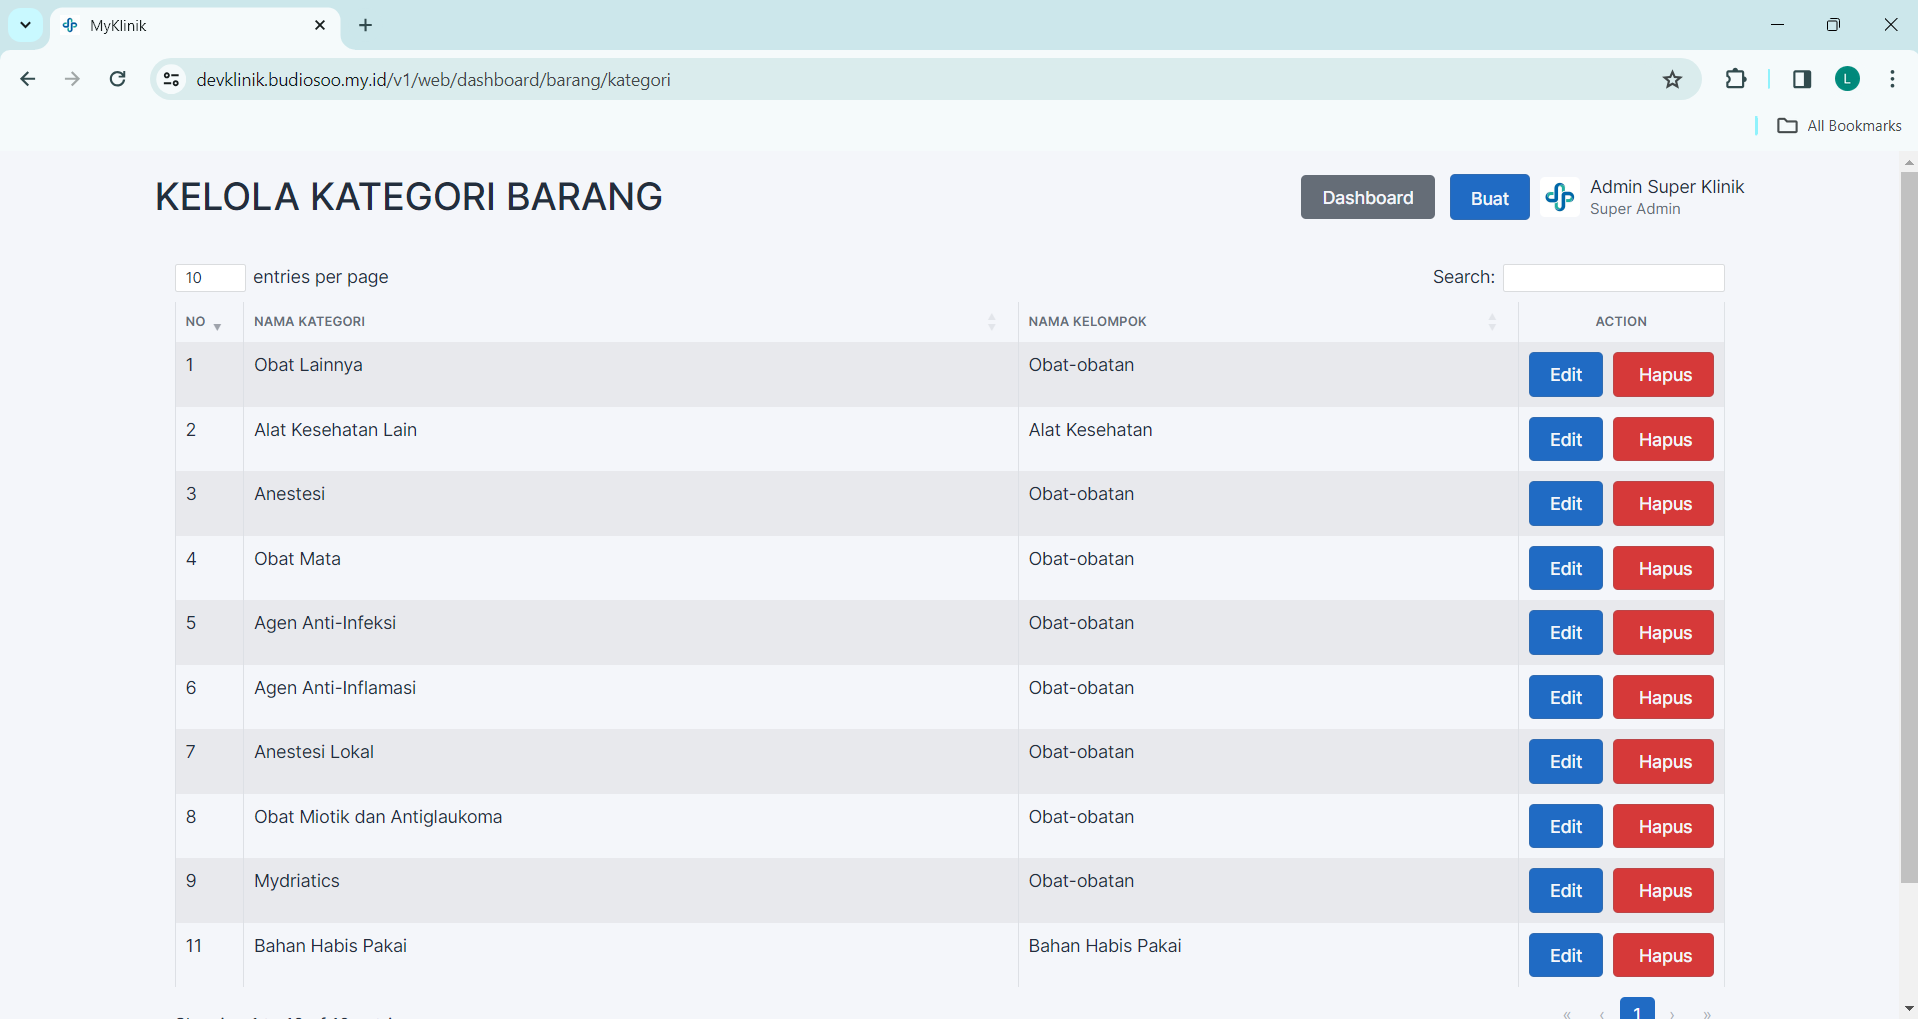 MyKlinik
devklinik.budiosoo.my.id/v1/web/dashboard/barang/kategori
L
All Bookmarks
KELOLA KATEGORI BARANG
Dashboard
Buat
Admin Super Klinik
Super Admin
10 entries per page
Search:
NO NAMA KATEGORI NAMA KELOMPOK ACTION
1 Obat Lainnya Obat-obatan Edit Hapus
2 Alat Kesehatan Lain Alat Kesehatan Edit Hapus
3 Anestesi Obat-obatan Edit Hapus
4 Obat Mata Obat-obatan Edit Hapus
5 Agen Anti-Infeksi Obat-obatan Edit Hapus
6 Agen Anti-Inflamasi Obat-obatan Edit Hapus
7 Anestesi Lokal Obat-obatan Edit Hapus
8 Obat Miotik dan Antiglaukoma Obat-obatan Edit Hapus
9 Mydriatics Obat-obatan Edit Hapus
11 Bahan Habis Pakai Bahan Habis Pakai Edit Hapus
« ‹ 1 › »